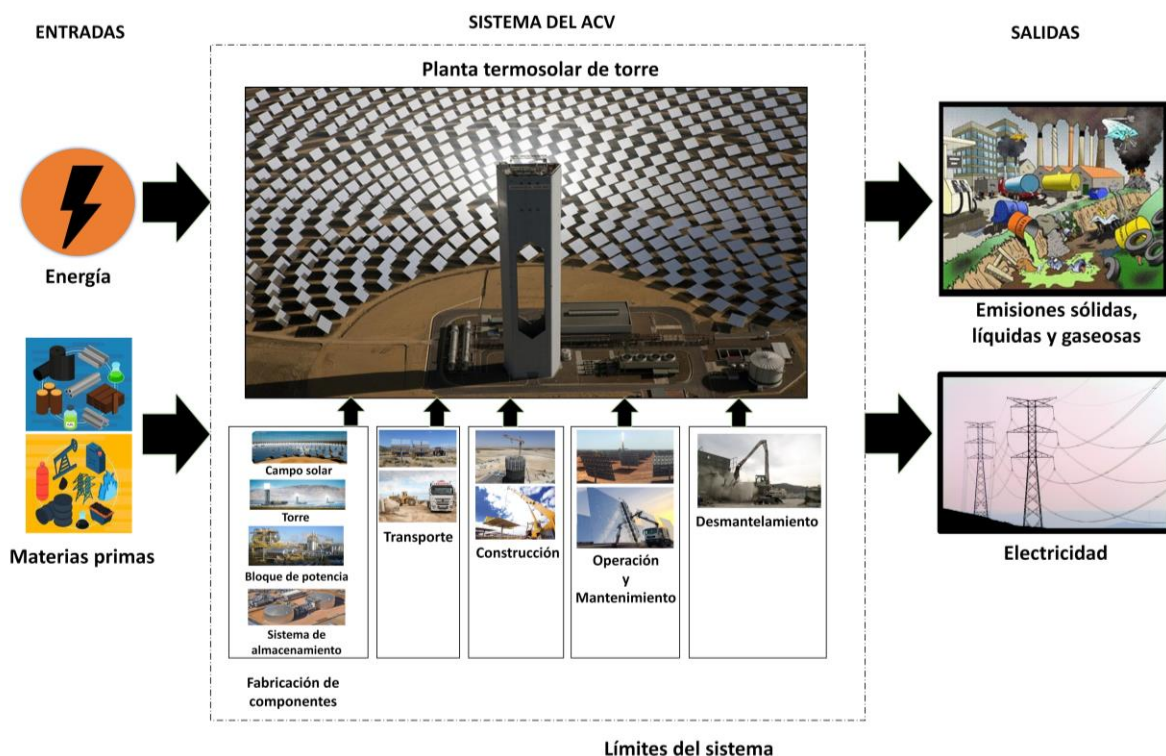 ENTRADAS
SISTEMA DEL ACV
SALIDAS
Planta termosolar de torre
Energía
Materias primas
Campo solar
Torre
Bloque de potencia
Sistema de
almacenamiento
Fabricación de
componentes
Transporte
Construcción
Operación
y
Mantenimiento
Desmantelamiento
Emisiones sólidas,
líquidas y gaseosas
Electricidad
Límites del sistema